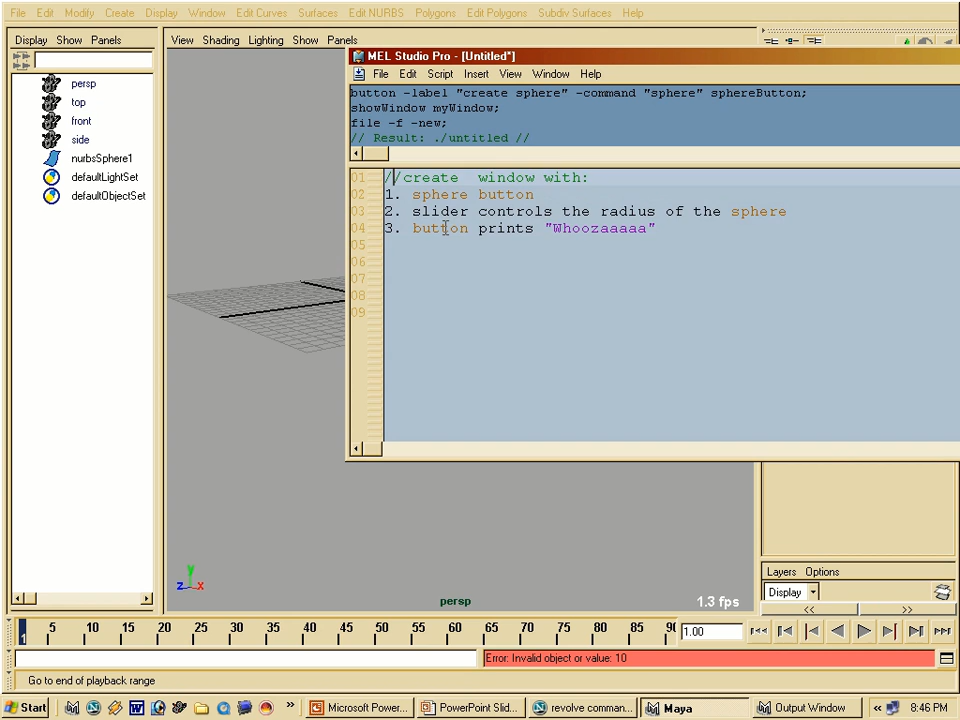 File Edit Modify Create Display Window Edit Curves Surfaces Edit NURBS Polygons Edit Polygons Subdiv Surfaces Help
Display Show Panels
View Shading Lighting Show Panels
persp
top
front
side
nurbsSphere1
defaultLightSet
defaultObjectSet
MEL Studio Pro - [Untitled*]
File Edit Script Insert View Window Help
button -label "create sphere" -command "sphere" sphereButton;
showWindow myWindow;
file -f -new;
// Result: ./untitled //
01 //create window with:
02 1. sphere button
03 2. slider controls the radius of the sphere
04 3. button prints "Whoozaaaaa"
05
06
07
08
09
y
z x
persp
1.3 fps
Layers Options
Display
<< >>
1 5 10 15 20 25 30 35 40 45 50 55 60 65 70 75 80 85 90
1.00
Error: Invalid object or value: 10
Go to end of playback range
Start
Microsoft Power...
PowerPoint Slid...
revolve comman...
Maya
Output Window
8:46 PM